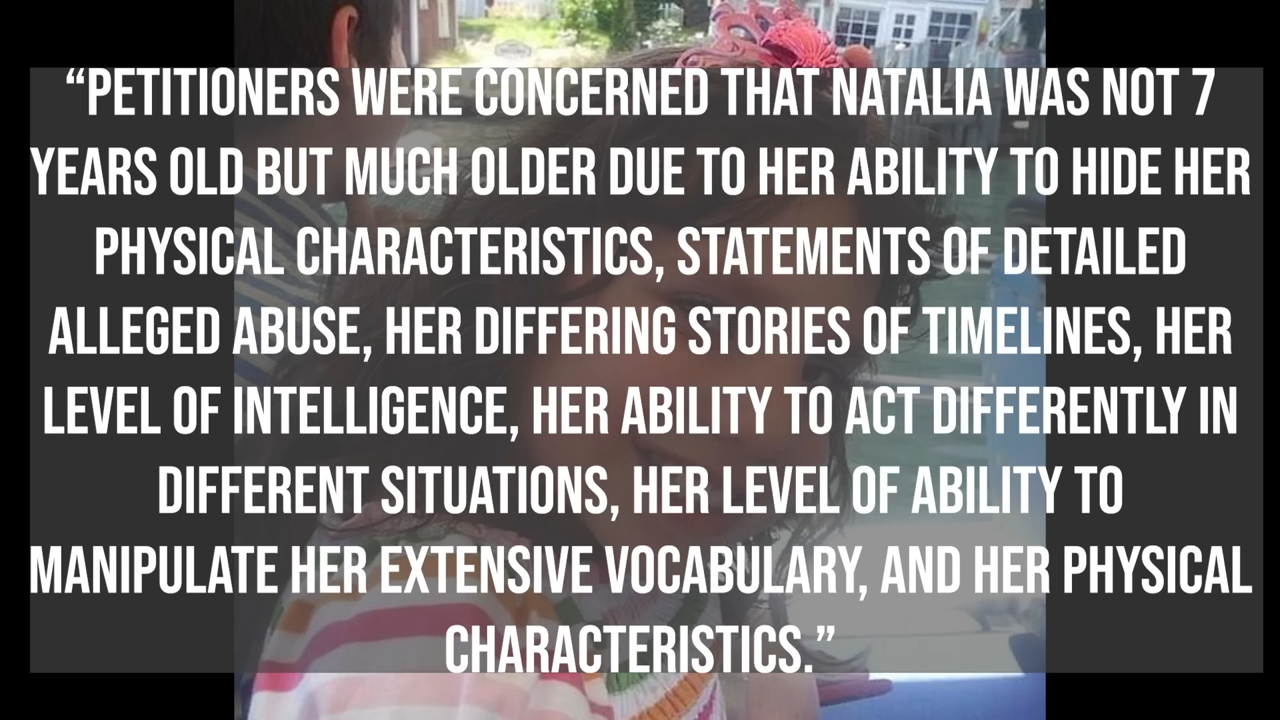 “PETITIONERS WERE CONCERNED THAT NATALIA WAS NOT 7
YEARS OLD BUT MUCH OLDER DUE TO HER ABILITY TO HIDE HER
PHYSICAL CHARACTERISTICS, STATEMENTS OF DETAILED
ALLEGED ABUSE, HER DIFFERING STORIES OF TIMELINES, HER
LEVEL OF INTELLIGENCE, HER ABILITY TO ACT DIFFERENTLY IN
DIFFERENT SITUATIONS, HER LEVEL OF ABILITY TO
MANIPULATE HER EXTENSIVE VOCABULARY, AND HER PHYSICAL
CHARACTERISTICS.”